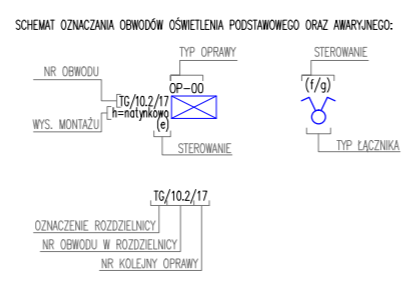 SCHEMAT OZNACZANIA OBWODÓW OŚWIETLENIA PODSTAWOWEGO ORAZ AWARYJNEGO:
TYP OPRAWY
STEROWANIE
NR OBWODU
OP-00
(f/g)
TG/10.2/17
h=natynkowo
WYS. MONTAŻU
(e)
STEROWANIE
TYP ŁĄCZNIKA
TG/10.2/17
OZNACZENIE ROZDZIELNICY
NR OBWODU W ROZDZIELNICY
NR KOLEJNY OPRAWY